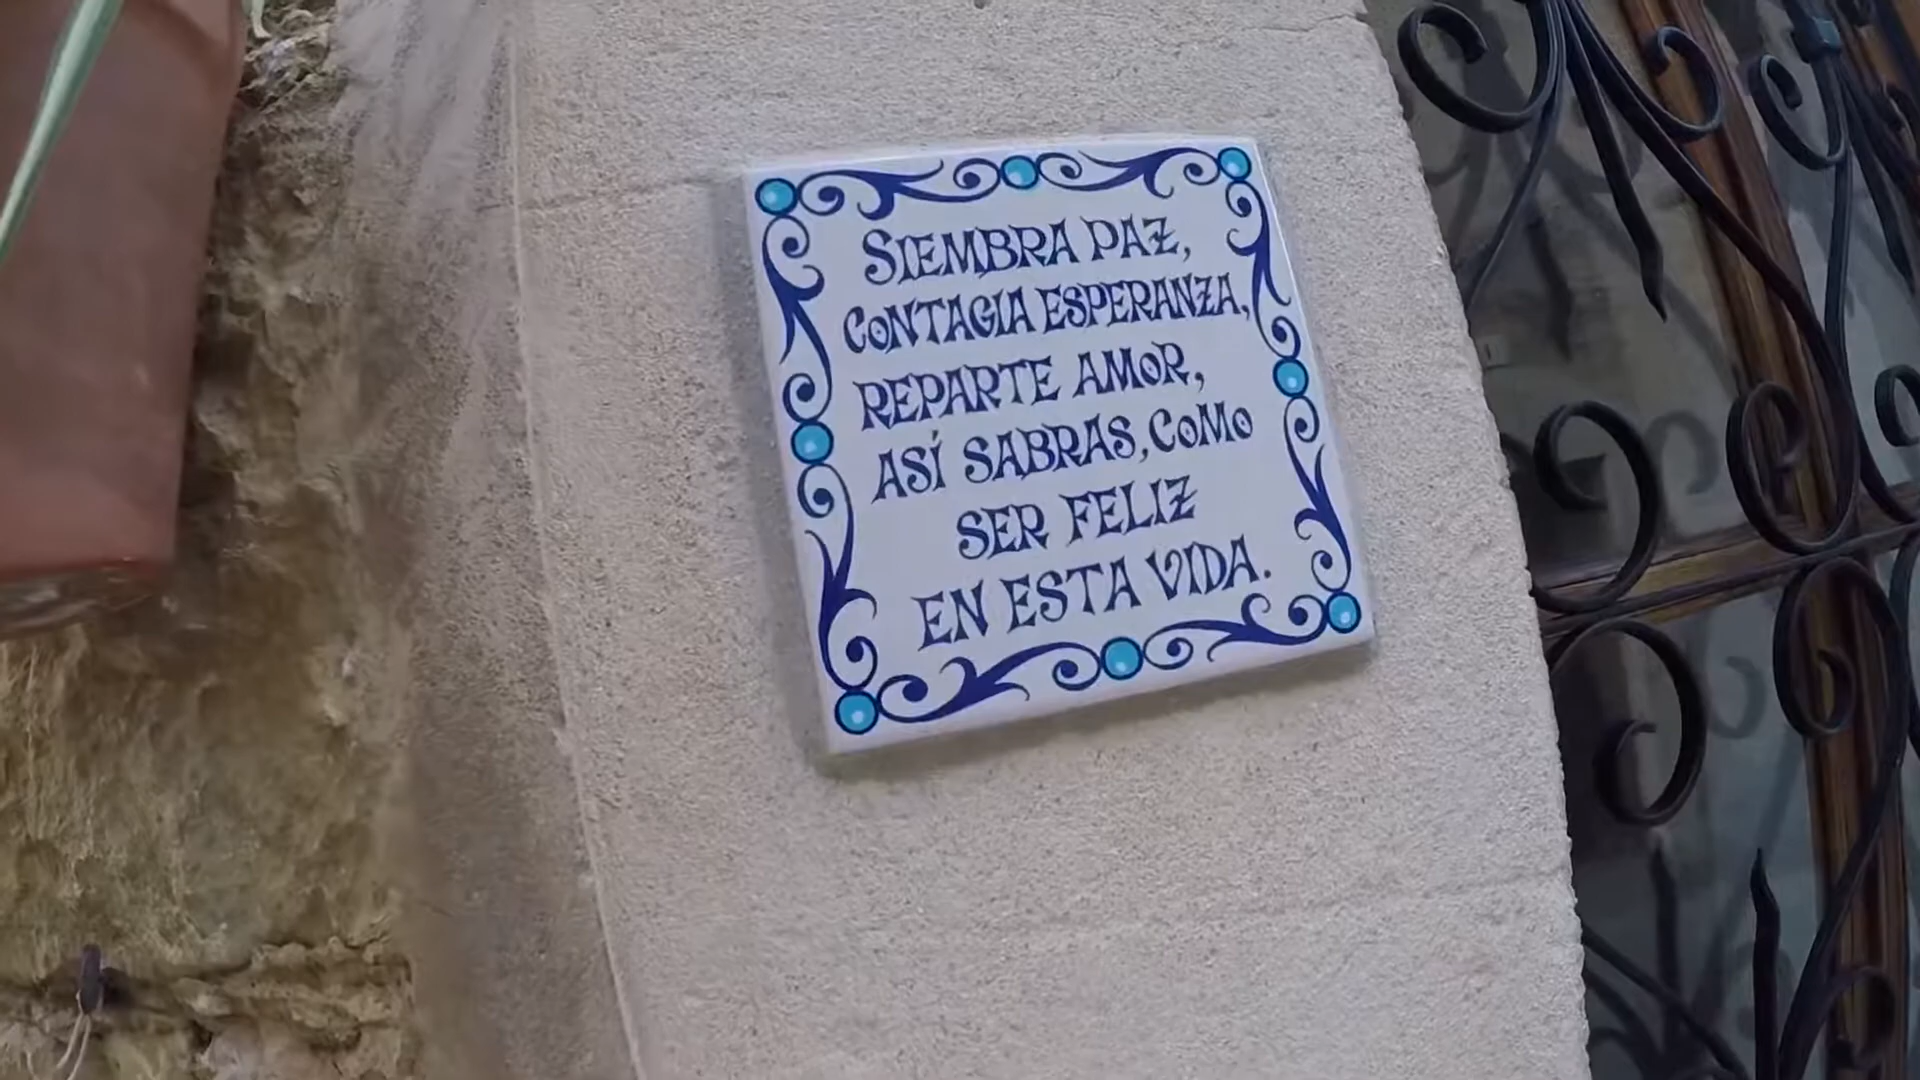 SIEMBRA PAZ,
CONTAGIA ESPERANZA,
REPARTE AMOR,
ASÍ SABRAS, COMO
SER FELIZ
EN ESTA VIDA.